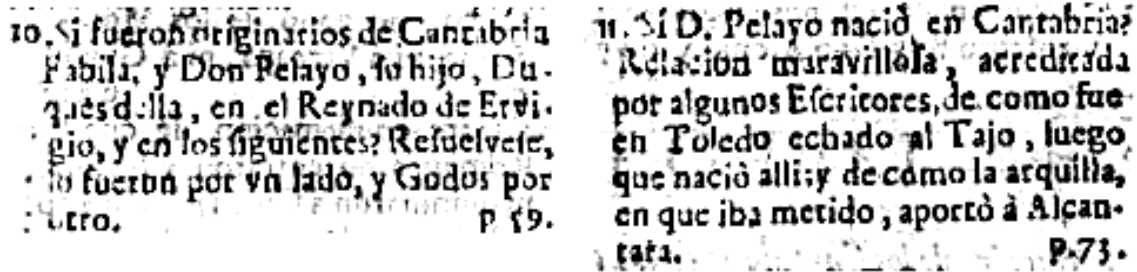 10. Si fueron originarios de Cantabria
Fabila, y Don Pelayo, su hijo, Du-
ques della, en el Reynado de Ervi-
gio, y en los siguientes? Resuelvese,
lo fueron por vn lado, y Godos por
otro. P 59.
11. Si D. Pelayo naciò en Cantabria?
Relacion maravillosa, acreditada
por algunos Escritores, de como fue
en Toledo echado al Tajo, luego
que naciò alli; y de como la arquilla,
en que iba metido, aportò à Alcan-
tara. P. 73.